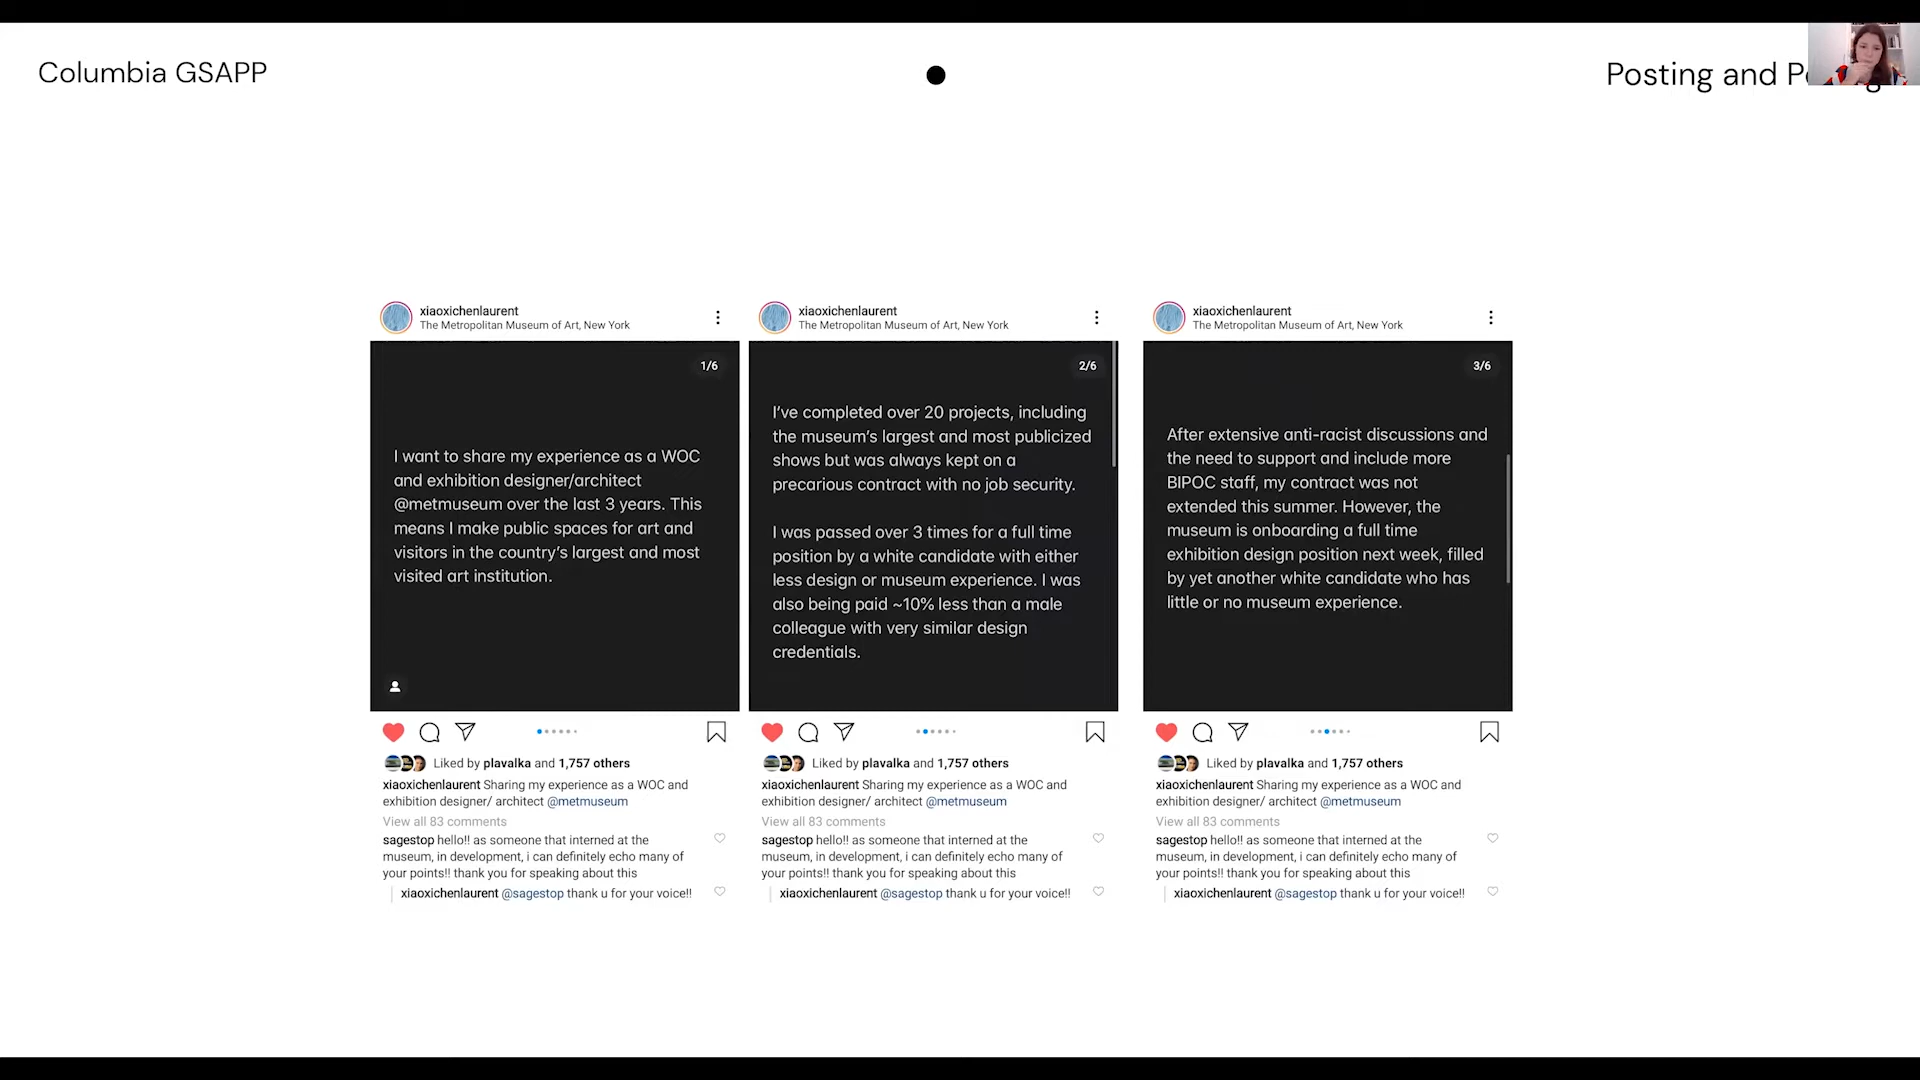 Columbia GSAPP
Posting and
xiaoxichenlaurent
The Metropolitan Museum of Art, New York
1/6
I want to share my experience as a WOC
and exhibition designer/architect
@metmuseum over the last 3 years. This
means I make public spaces for art and
visitors in the country's largest and most
visited art institution.
Liked by plavalka and 1,757 others
xiaoxichenlaurent Sharing my experience as a WOC and
exhibition designer/ architect @metmuseum
View all 83 comments
sagestop hello!! as someone that interned at the
museum, in development, i can definitely echo many of
your points!! thank you for speaking about this
xiaoxichenlaurent @sagestop thank u for your voice!!
xiaoxichenlaurent
The Metropolitan Museum of Art, New York
2/6
I've completed over 20 projects, including
the museum's largest and most publicized
shows but was always kept on a
precarious contract with no job security.
I was passed over 3 times for a full time
position by a white candidate with either
less design or museum experience. I was
also being paid ~10% less than a male
colleague with very similar design
credentials.
Liked by plavalka and 1,757 others
xiaoxichenlaurent Sharing my experience as a WOC and
exhibition designer/ architect @metmuseum
View all 83 comments
sagestop hello!! as someone that interned at the
museum, in development, i can definitely echo many of
your points!! thank you for speaking about this
xiaoxichenlaurent @sagestop thank u for your voice!!
xiaoxichenlaurent
The Metropolitan Museum of Art, New York
3/6
After extensive anti-racist discussions and
the need to support and include more
BIPOC staff, my contract was not
extended this summer. However, the
museum is onboarding a full time
exhibition design position next week, filled
by yet another white candidate who has
little or no museum experience.
Liked by plavalka and 1,757 others
xiaoxichenlaurent Sharing my experience as a WOC and
exhibition designer/ architect @metmuseum
View all 83 comments
sagestop hello!! as someone that interned at the
museum, in development, i can definitely echo many of
your points!! thank you for speaking about this
xiaoxichenlaurent @sagestop thank u for your voice!!